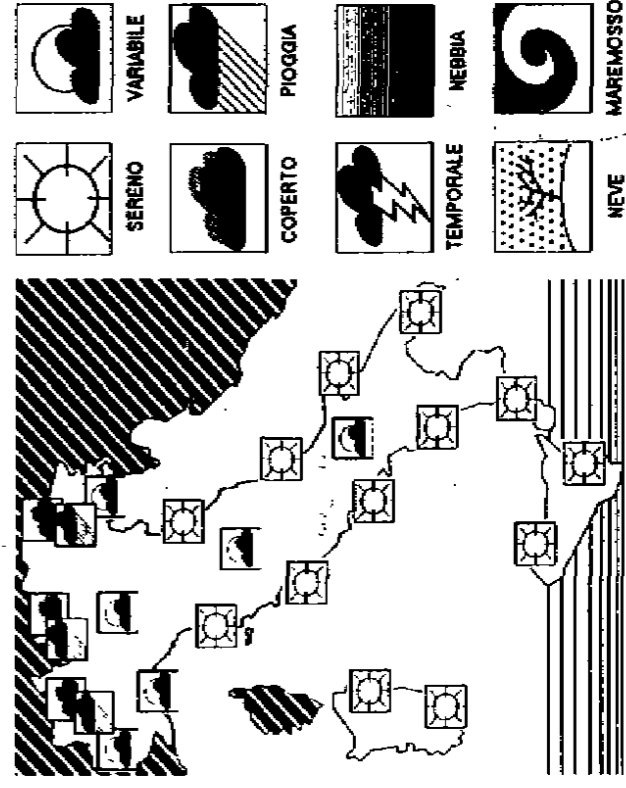 VARIABILE
PIOGGIA
NEBBIA
MAREMOSSO
SERENO
COPERTO
TEMPORALE
NEVE